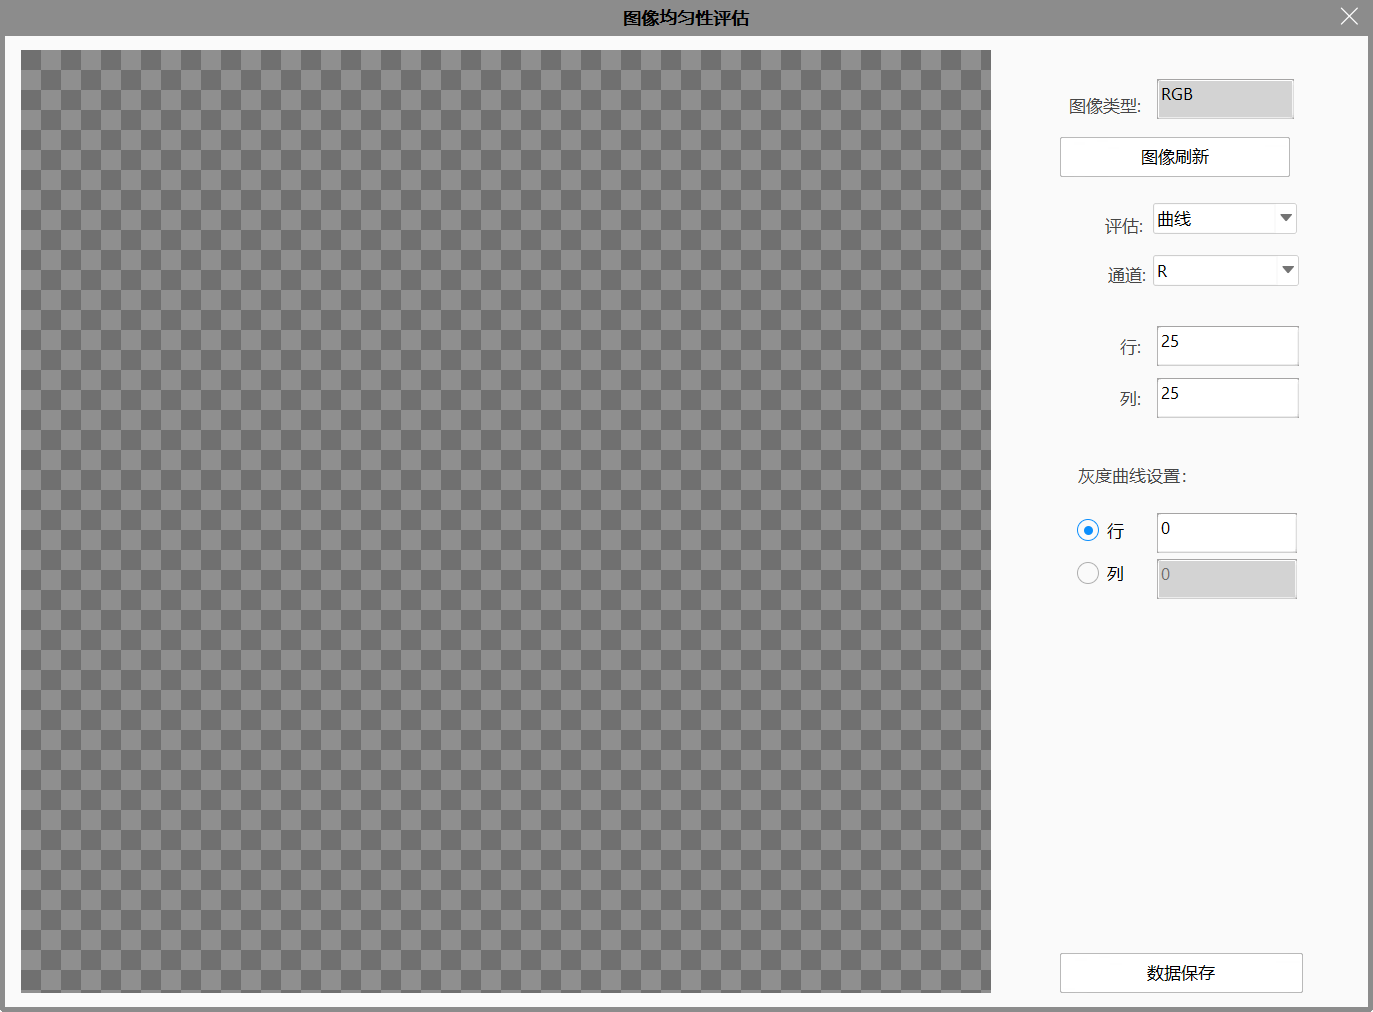 图像均匀性评估
图像类型: RGB
图像刷新
评估: 曲线
通道: R
行: 25
列: 25
灰度曲线设置:
行 0
列 0
数据保存